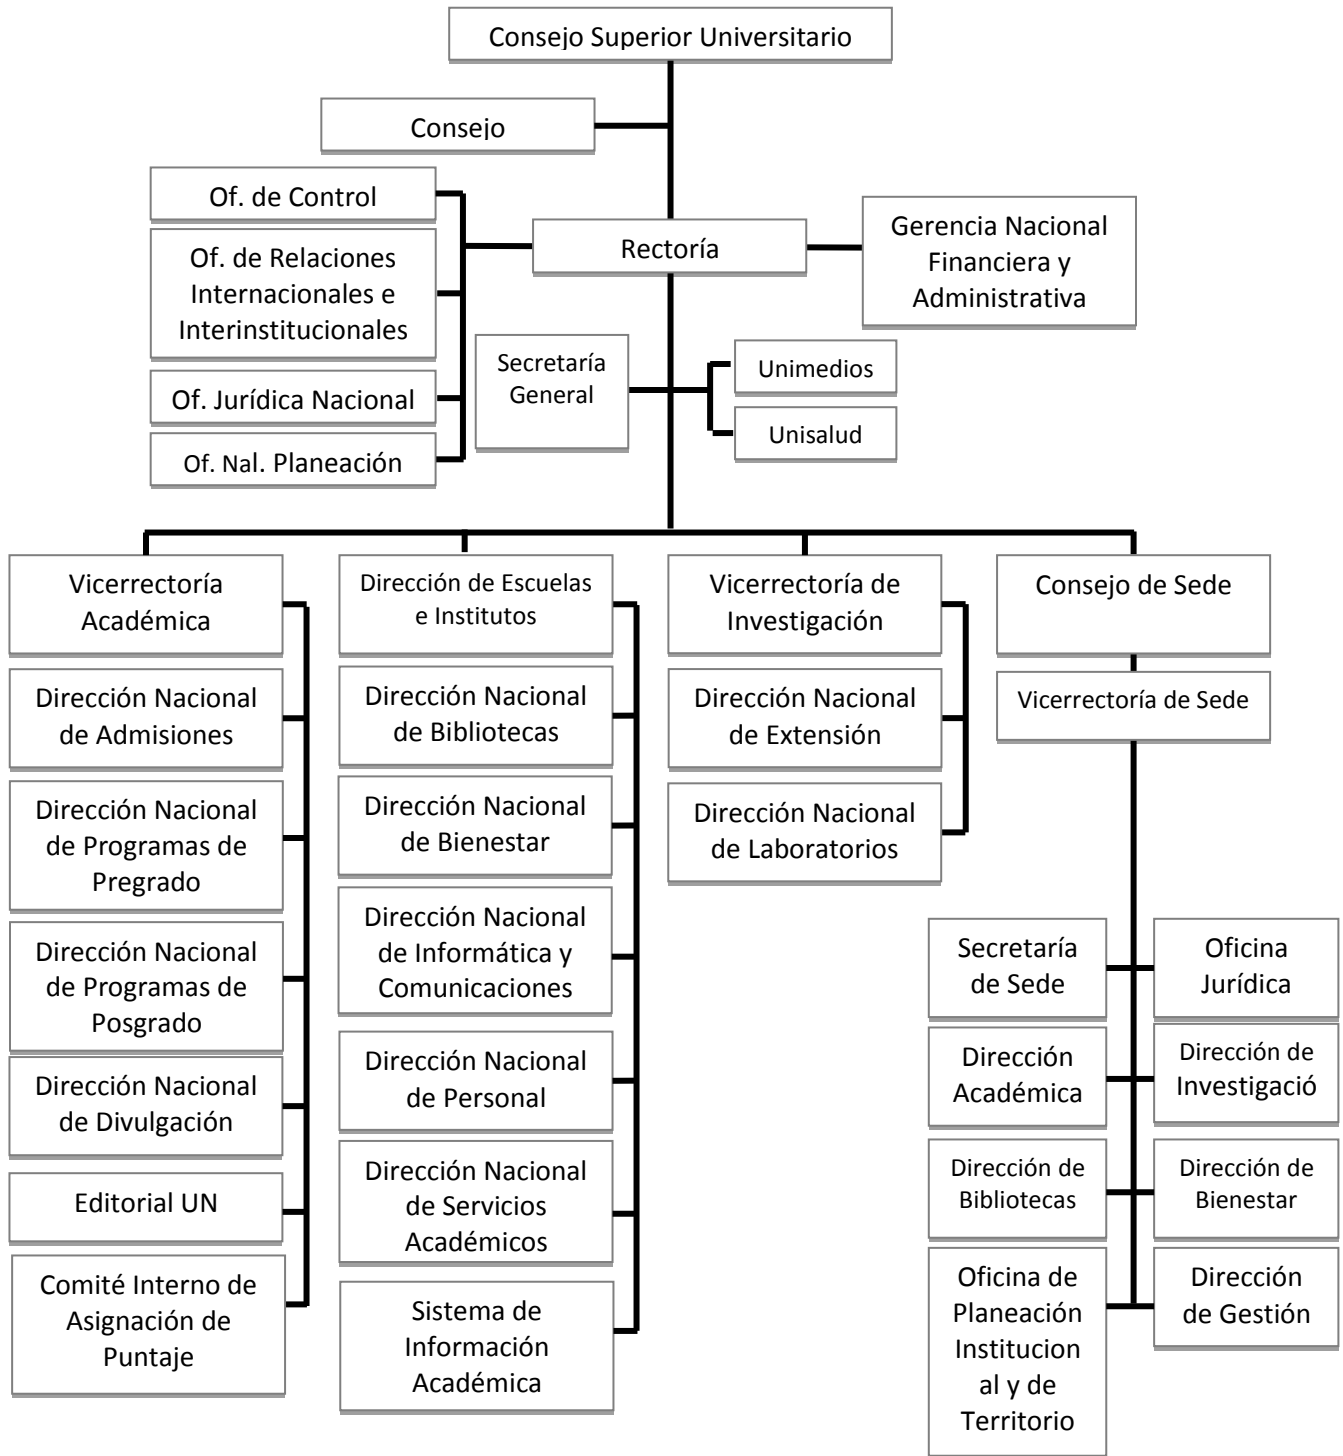 Consejo Superior Universitario
Consejo
Of. de Control
Of. de Relaciones
Internacionales e
Interinstitucionales
Of. Jurídica Nacional
Of. Nal. Planeación
Rectoría
Gerencia Nacional
Financiera y
Administrativa
Secretaría
General
Unimedios
Unisalud
Vicerrectoría
Académica
Dirección Nacional
de Admisiones
Dirección Nacional
de Programas de
Pregrado
Dirección Nacional
de Programas de
Posgrado
Dirección Nacional
de Divulgación
Editorial UN
Comité Interno de
Asignación de
Puntaje
Dirección de Escuelas
e Institutos
Dirección Nacional
de Bibliotecas
Dirección Nacional
de Bienestar
Dirección Nacional
de Informática y
Comunicaciones
Dirección Nacional
de Personal
Dirección Nacional
de Servicios
Académicos
Sistema de
Información
Académica
Vicerrectoría de
Investigación
Dirección Nacional
de Extensión
Dirección Nacional
de Laboratorios
Consejo de Sede
Vicerrectoría de Sede
Secretaría
de Sede
Oficina
Jurídica
Dirección
Académica
Dirección de
Investigació
Dirección de
Bibliotecas
Dirección de
Bienestar
Oficina de
Planeación
Institucion
al y de
Territorio
Dirección
de Gestión